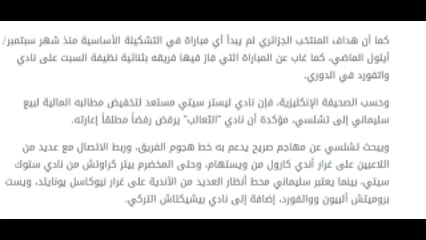 كما أن هداف المنتخب الجزائري لم يبدأ أي مباراة في التشكيلة الأساسية منذ شهر سبتمبر/
أيلول الماضي، كما غاب عن المباراة التي فاز فيها فريقه بثنائية نظيفة السبت على نادي
واتفورد في الدوري.
وحسب الصحيفة الإنكليزية، فإن نادي ليستر سيتي مستعد لتخفيض مطالبه المالية لبيع
سليماني إلى تشلسي، مؤكدة أن نادي "الثعالب" يرفض رفضاً مطلقاً إعارته.
ويبحث تشلسي عن مهاجم صريح يدعم به خط هجوم الفريق، وربط الاتصال مع عديد من
اللاعبين على غرار أندي كارول من ويستهام، وحتى المخضرم بيتر كراوتش من نادي ستوك
سيتي، بينما يعتبر سليماني محط أنظار العديد من الأندية على غرار نيوكاسل يونايتد، ويست
بروميتش ألبيون وواتفورد، إضافة إلى نادي بيشيكتاش التركي.